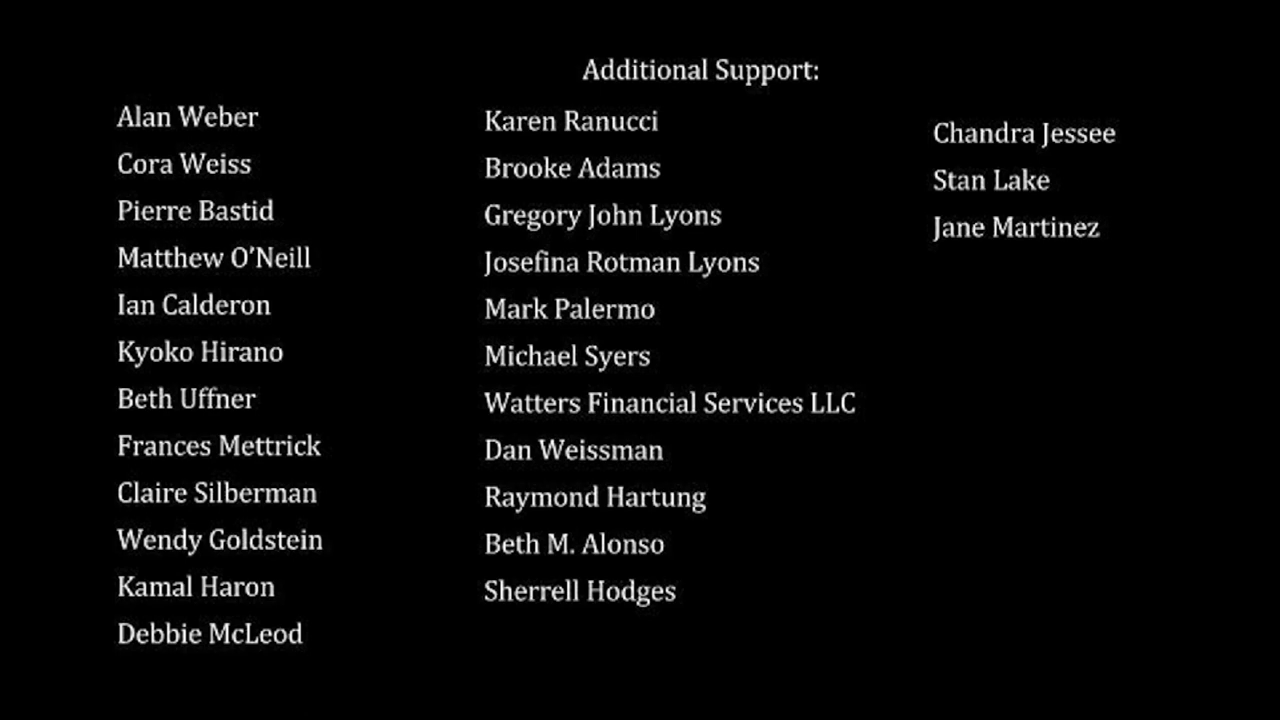 Additional Support:
Alan Weber
Cora Weiss
Pierre Bastid
Matthew O’Neill
Ian Calderon
Kyoko Hirano
Beth Uffner
Frances Mettrick
Claire Silberman
Wendy Goldstein
Kamal Haron
Debbie McLeod
Karen Ranucci
Brooke Adams
Gregory John Lyons
Josefina Rotman Lyons
Mark Palermo
Michael Syers
Watters Financial Services LLC
Dan Weissman
Raymond Hartung
Beth M. Alonso
Sherrell Hodges
Chandra Jessee
Stan Lake
Jane Martinez